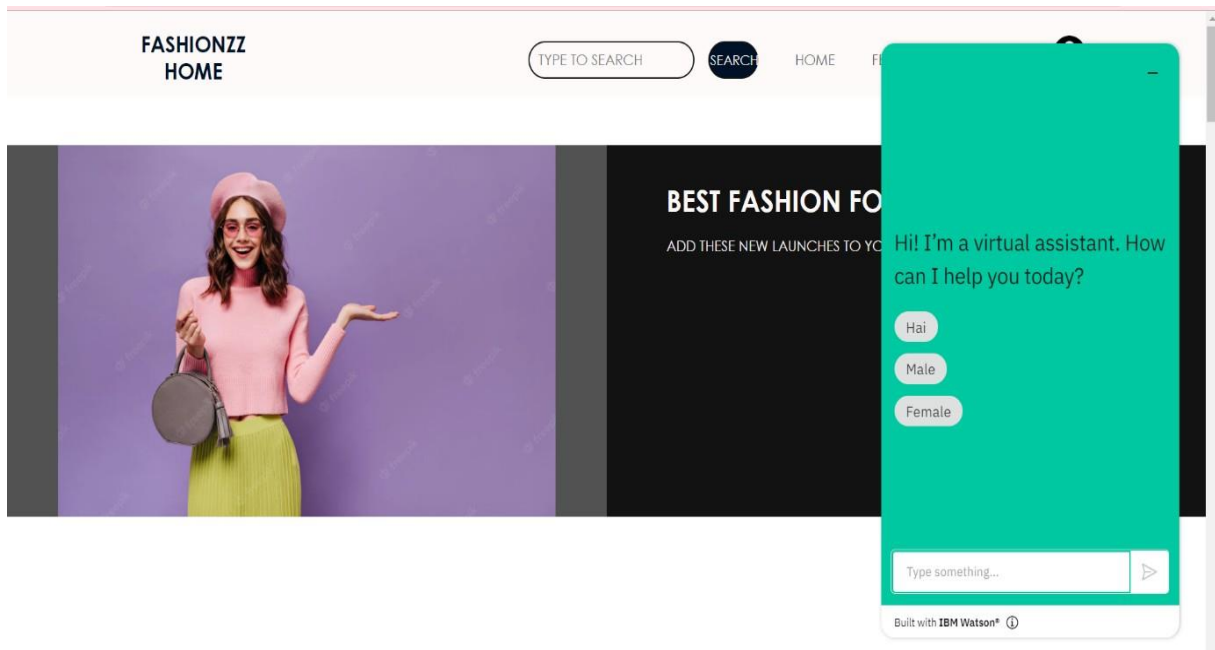 FASHIONZZ
HOME
TYPE TO SEARCH
SEARCH
HOME
BEST FASHION FO
ADD THESE NEW LAUNCHES TO YO
Hi! I'm a virtual assistant. How
can I help you today?
Hai
Male
Female
Type something...
Built with IBM Watson®